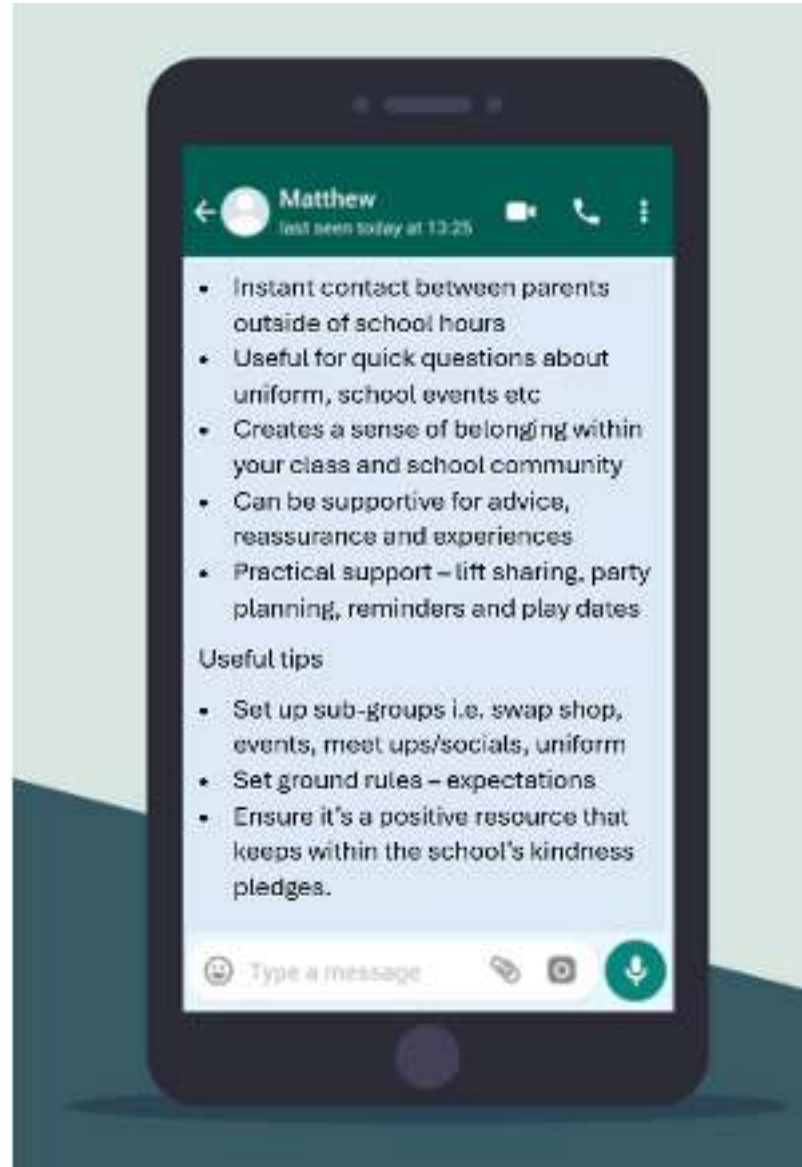 Matthew
last seen today at 13:25
• Instant contact between parents
outside of school hours
• Useful for quick questions about
uniform, school events etc
• Creates a sense of belonging within
your class and school community
• Can be supportive for advice,
reassurance and experiences
• Practical support – lift sharing, party
planning, reminders and play dates
Useful tips
• Set up sub-groups i.e. swap shop,
events, meet ups/socials, uniform
• Set ground rules – expectations
• Ensure it's a positive resource that
keeps within the school's kindness
pledges.
Type a message